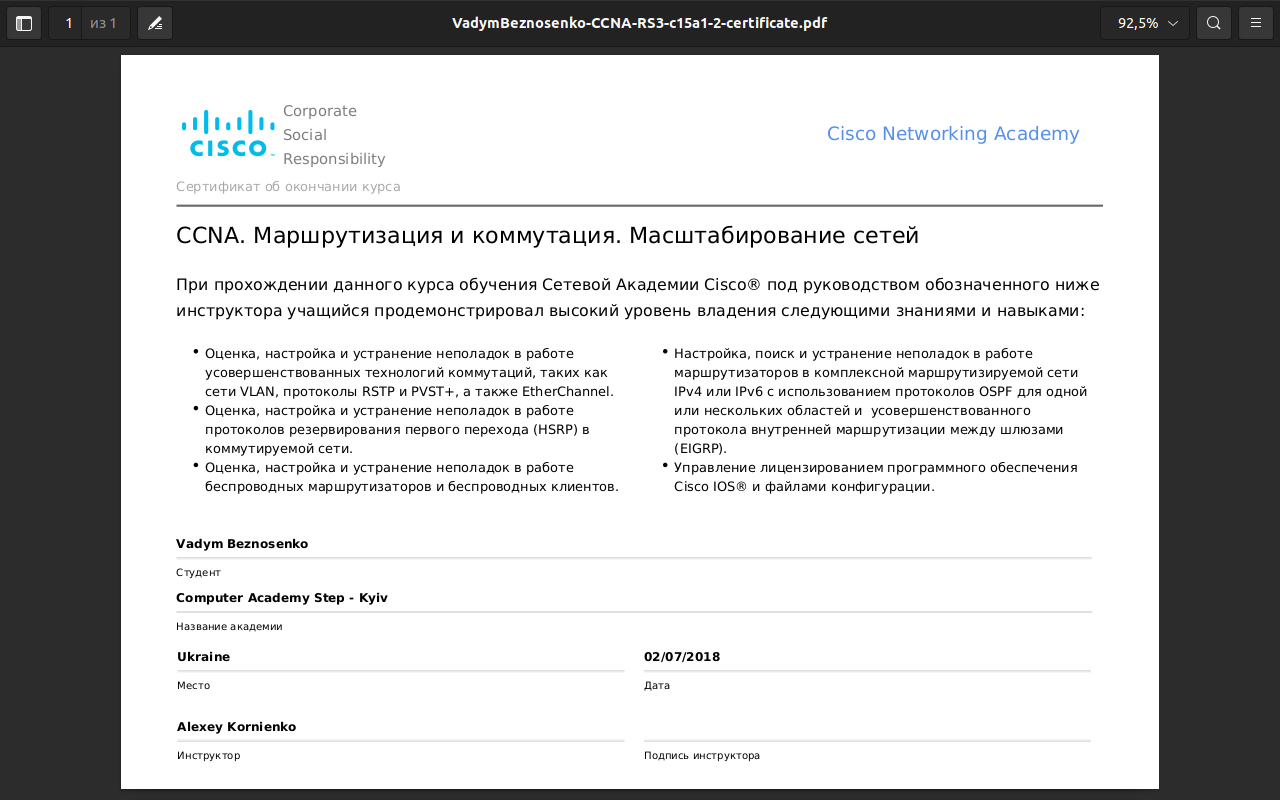 1 из 1
VadymBeznosenko-CCNA-RS3-c15a1-2-certificate.pdf
92,5%
CISCO
Corporate
Social
Responsibility
Cisco Networking Academy
Сертификат об окончании курса
CCNA. Маршрутизация и коммутация. Масштабирование сетей
При прохождении данного курса обучения Сетевой Академии Cisco® под руководством обозначенного ниже
инструктора учащийся продемонстрировал высокий уровень владения следующими знаниями и навыками:
• Оценка, настройка и устранение неполадок в работе
усовершенствованных технологий коммутаций, таких как
сети VLAN, протоколы RSTP и PVST+, а также EtherChannel.
• Оценка, настройка и устранение неполадок в работе
протоколов резервирования первого перехода (HSRP) в
коммутируемой сети.
• Оценка, настройка и устранение неполадок в работе
беспроводных маршрутизаторов и беспроводных клиентов.
• Настройка, поиск и устранение неполадок в работе
маршрутизаторов в комплексной маршрутизируемой сети
IPv4 или IPv6 с использованием протоколов OSPF для одной
или нескольких областей и  усовершенствованного
протокола внутренней маршрутизации между шлюзами
(EIGRP).
• Управление лицензированием программного обеспечения
Cisco IOS® и файлами конфигурации.
Vadym Beznosenko
Студент
Computer Academy Step - Kyiv
Название академии
Ukraine
Место
02/07/2018
Дата
Alexey Kornienko
Инструктор
Подпись инструктора